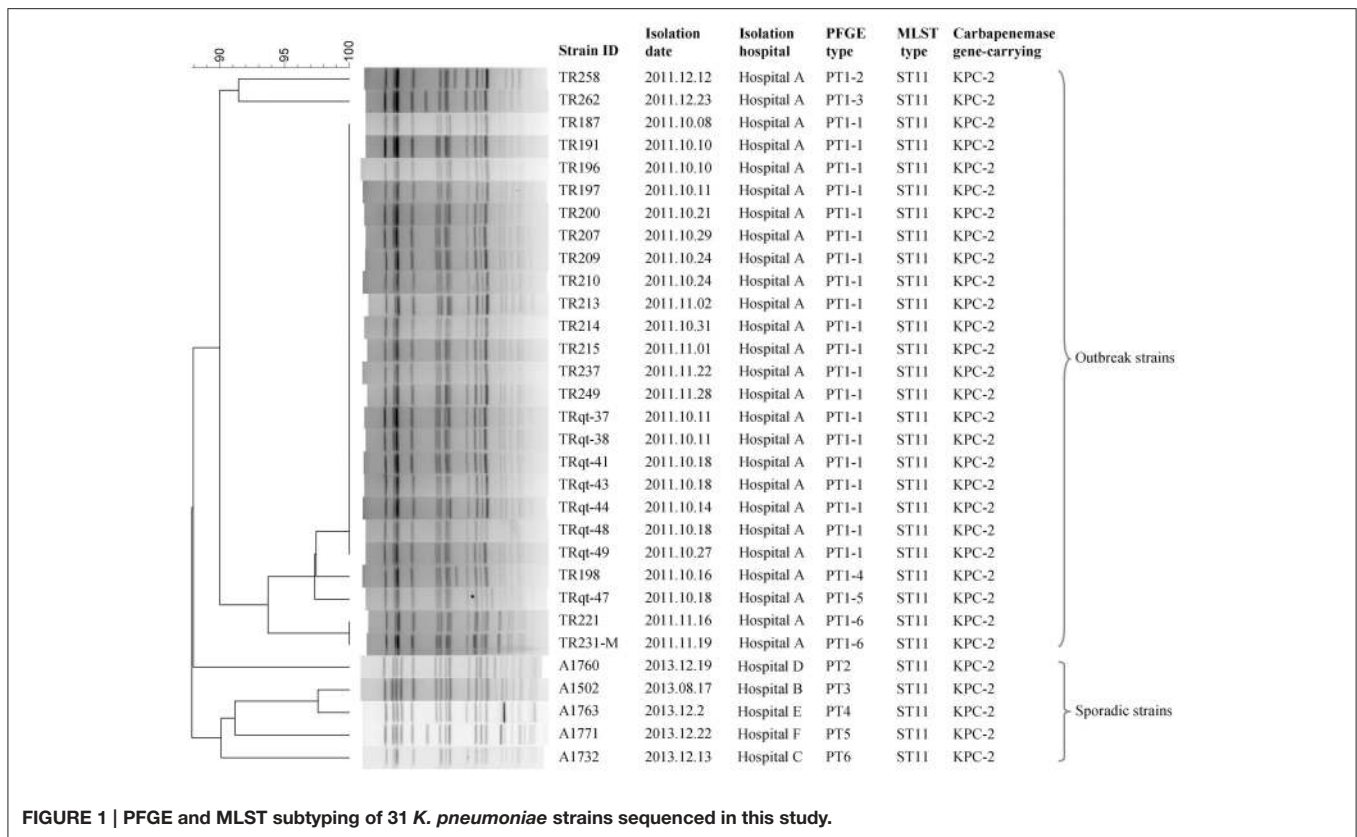 90 95 100
Strain ID Isolation date Isolation hospital PFGE type MLST type Carbapenemase gene-carrying
TR258 2011.12.12 Hospital A PT1-2 ST11 KPC-2
TR262 2011.12.23 Hospital A PT1-3 ST11 KPC-2
TR187 2011.10.08 Hospital A PT1-1 ST11 KPC-2
TR191 2011.10.10 Hospital A PT1-1 ST11 KPC-2
TR196 2011.10.10 Hospital A PT1-1 ST11 KPC-2
TR197 2011.10.11 Hospital A PT1-1 ST11 KPC-2
TR200 2011.10.21 Hospital A PT1-1 ST11 KPC-2
TR207 2011.10.29 Hospital A PT1-1 ST11 KPC-2
TR209 2011.10.24 Hospital A PT1-1 ST11 KPC-2
TR210 2011.10.24 Hospital A PT1-1 ST11 KPC-2
TR213 2011.11.02 Hospital A PT1-1 ST11 KPC-2
TR214 2011.10.31 Hospital A PT1-1 ST11 KPC-2
TR215 2011.11.01 Hospital A PT1-1 ST11 KPC-2
TR237 2011.11.22 Hospital A PT1-1 ST11 KPC-2
TR249 2011.11.28 Hospital A PT1-1 ST11 KPC-2
TRqt-37 2011.10.11 Hospital A PT1-1 ST11 KPC-2
TRqt-38 2011.10.11 Hospital A PT1-1 ST11 KPC-2
TRqt-41 2011.10.18 Hospital A PT1-1 ST11 KPC-2
TRqt-43 2011.10.18 Hospital A PT1-1 ST11 KPC-2
TRqt-44 2011.10.14 Hospital A PT1-1 ST11 KPC-2
TRqt-48 2011.10.18 Hospital A PT1-1 ST11 KPC-2
TRqt-49 2011.10.27 Hospital A PT1-1 ST11 KPC-2
TR198 2011.10.16 Hospital A PT1-4 ST11 KPC-2
TRqt-47 2011.10.18 Hospital A PT1-5 ST11 KPC-2
TR221 2011.11.16 Hospital A PT1-6 ST11 KPC-2
TR231-M 2011.11.19 Hospital A PT1-6 ST11 KPC-2
Outbreak strains
A1760 2013.12.19 Hospital D PT2 ST11 KPC-2
A1502 2013.08.17 Hospital B PT3 ST11 KPC-2
A1763 2013.12.2 Hospital E PT4 ST11 KPC-2
A1771 2013.12.22 Hospital F PT5 ST11 KPC-2
A1732 2013.12.13 Hospital C PT6 ST11 KPC-2
Sporadic strains
FIGURE 1 | PFGE and MLST subtyping of 31 K. pneumoniae strains sequenced in this study.